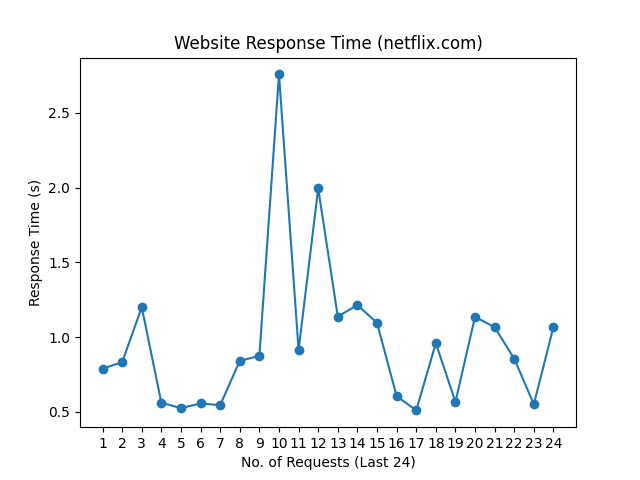 Website Response Time (netflix.com)
2.5
2.0
1.5
1.0
0.5
Response Time (s)
1 2 3 4 5 6 7 8 9 10 11 12 13 14 15 16 17 18 19 20 21 22 23 24
No. of Requests (Last 24)